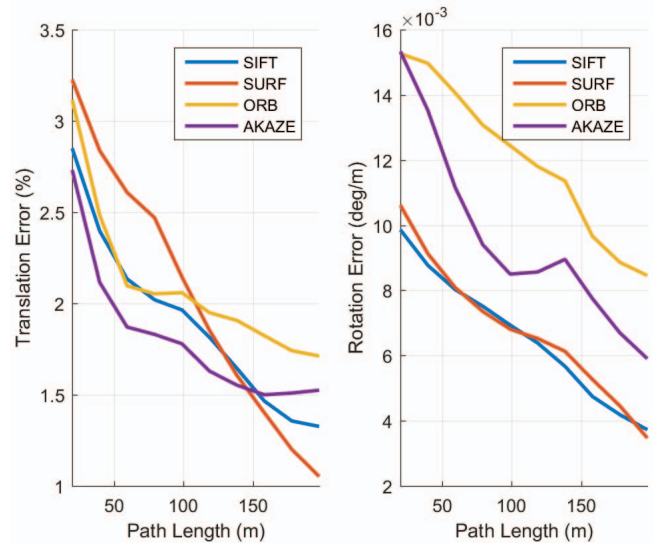 3.5
3
2.5
2
1.5
1
50
100
150
Translation Error (%)
Path Length (m)
SIFT
SURF
ORB
AKAZE
×10⁻³
16
14
12
10
8
6
4
2
50
100
150
Rotation Error (deg/m)
Path Length (m)
SIFT
SURF
ORB
AKAZE